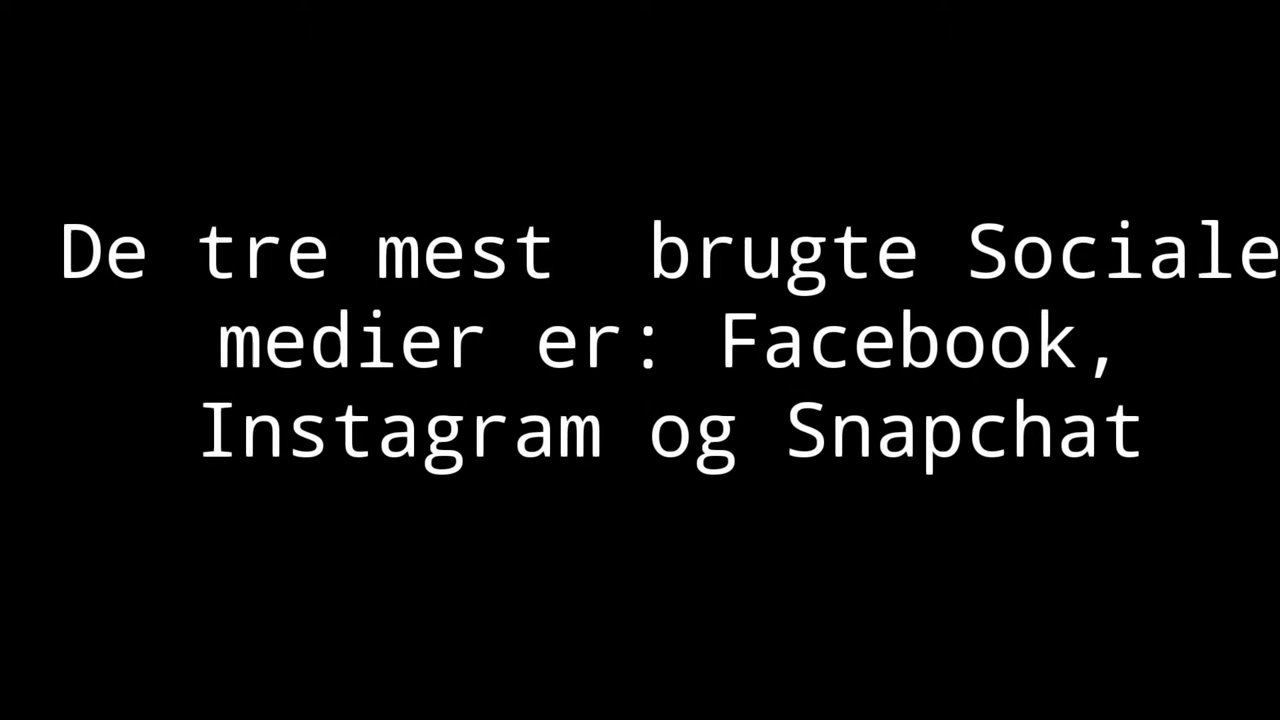 De tre mest  brugte Sociale
medier er: Facebook,
Instagram og Snapchat